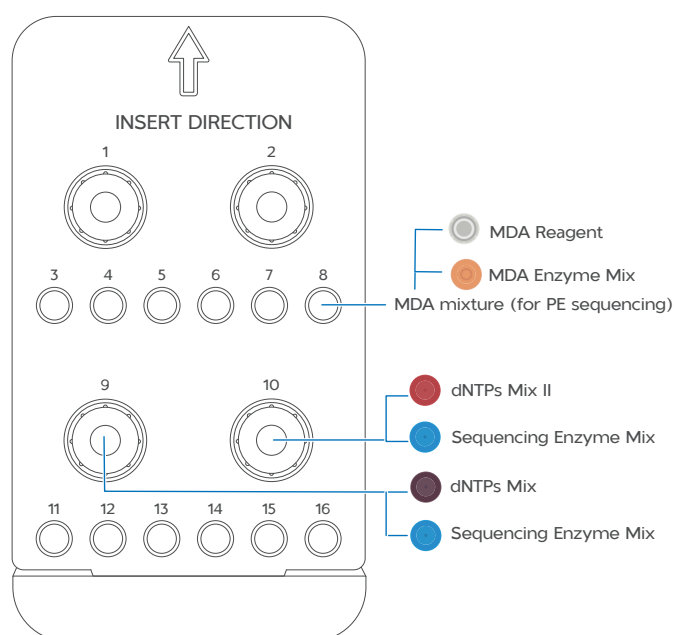 INSERT DIRECTION
1 2
MDA Reagent
3 4 5 6 7 8
MDA Enzyme Mix
MDA mixture (for PE sequencing)
9 10
dNTPs Mix II
Sequencing Enzyme Mix
dNTPs Mix
11 12 13 14 15 16
Sequencing Enzyme Mix